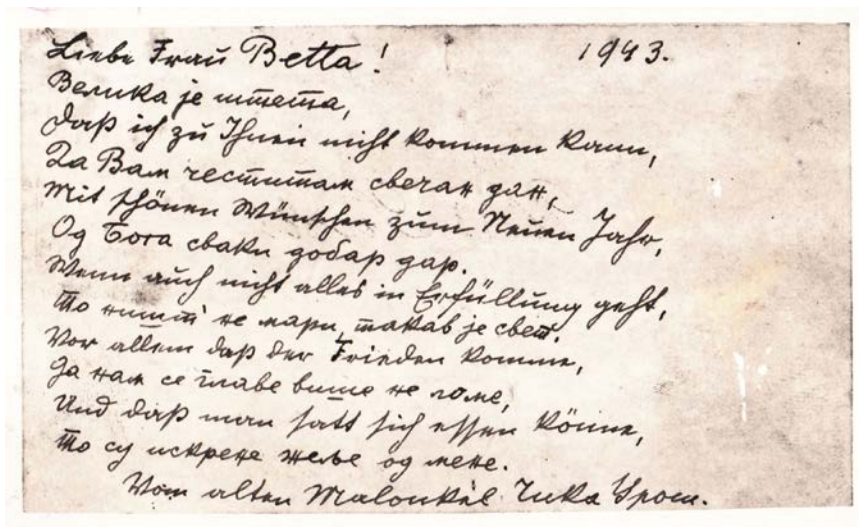 Liebe Frau Betta! 1943.
Велика је штета,
Daß ich zu Ihnen nicht kommen kann,
Да Вам честитам свечан дан,
Mit schönen Wünschen zum Neuen Jahr,
Од Бога сваки добар дар.
Wenn auch nicht alles in Erfüllung geht,
То ништ' не мари, такав је свет.
Vor allem daß der Frieden komme,
Да нам се главе више не ломе,
Und daß man satt sich essen könne,
То су искрене жеље од мене.
Vom alten Malonkel Чика Урош.